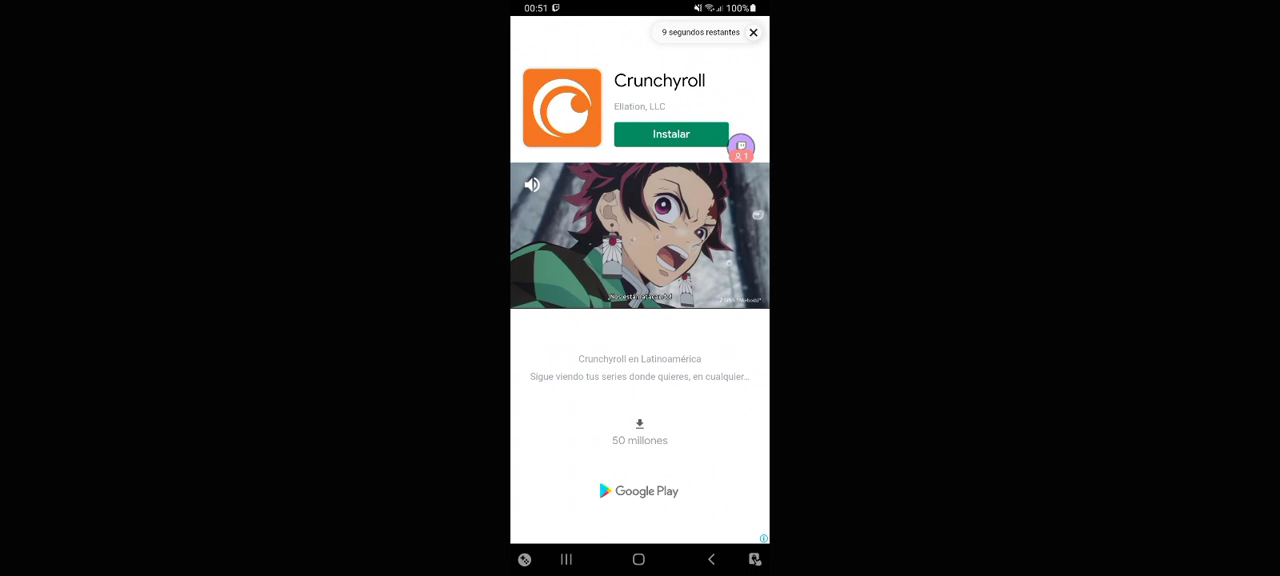 00:51
100%
9 segundos restantes
Crunchyroll
Ellation, LLC
Instalar
1
Crunchyroll en Latinoamérica
Sigue viendo tus series donde quieres, en cualquier...
50 millones
Google Play